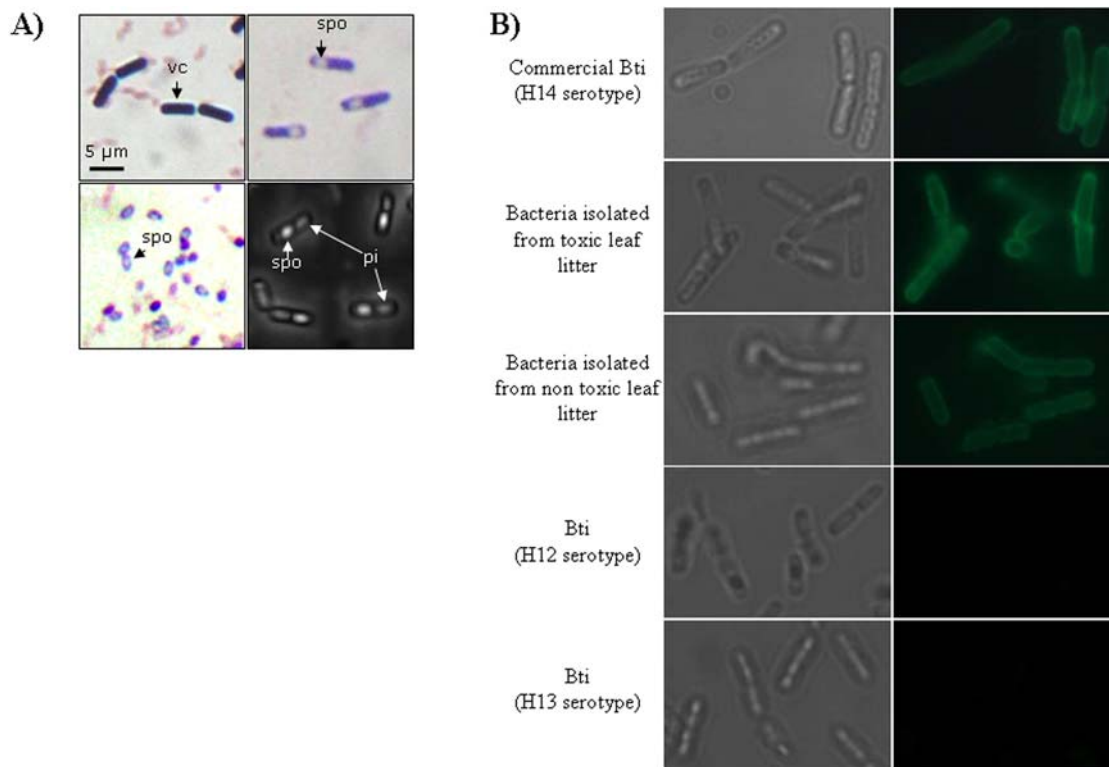 A)
vc
5 µm
spo
spo
spo
pi
B)
Commercial Bti
(H14 serotype)
Bacteria isolated
from toxic leaf
litter
Bacteria isolated
from non toxic leaf
litter
Bti
(H12 serotype)
Bti
(H13 serotype)